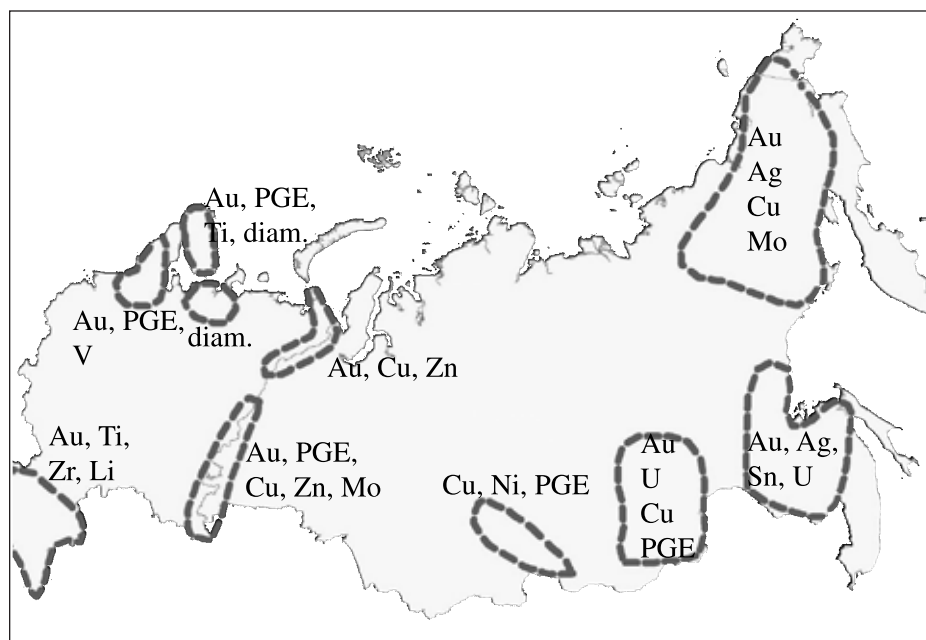 Au, PGE,
Ti, diam.
Au
Ag
Cu
Mo
Au, PGE,
V
diam.
Au, Cu, Zn
Au, Ti,
Zr, Li
Au, PGE,
Cu, Zn, Mo
Cu, Ni, PGE
Au
U
Cu
PGE
Au, Ag,
Sn, U